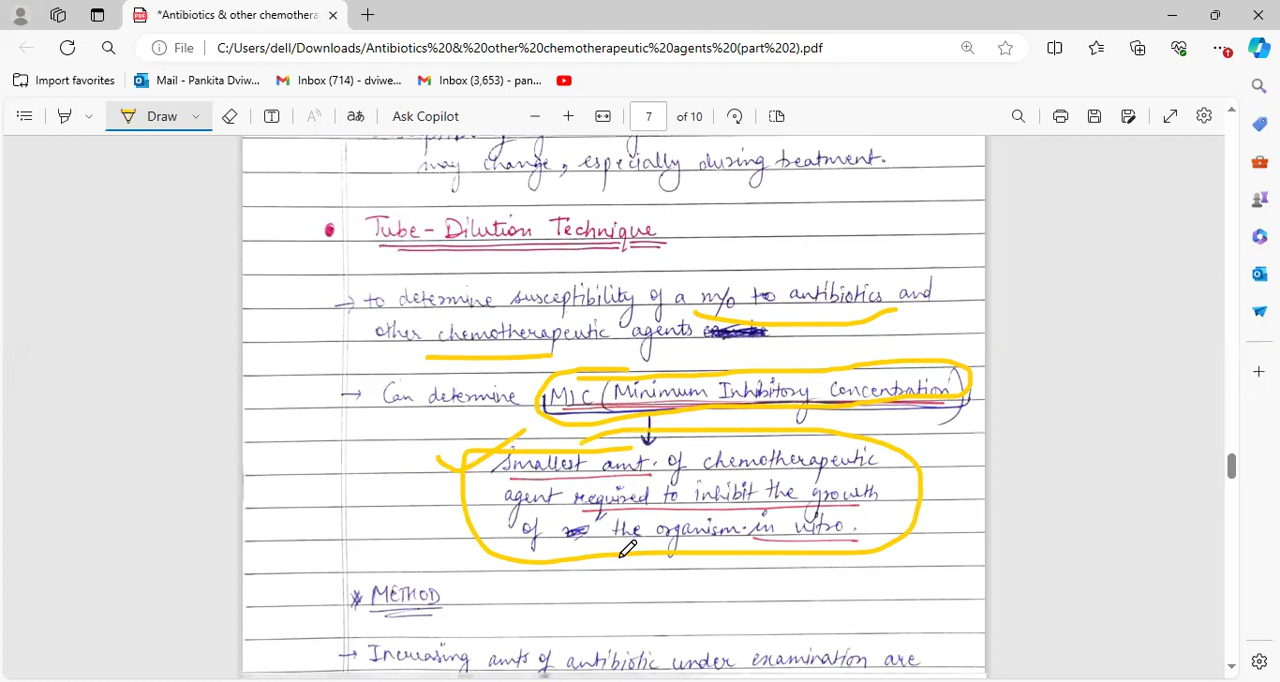 *Antibiotics & other chemothera
File
C:/Users/dell/Downloads/Antibiotics%20&%20other%20chemotherapeutic%20agents%20(part%202).pdf
Import favorites
Mail - Pankita Dviw...
Inbox (714) - dviwe...
Inbox (3,653) - pan...
Draw
Ask Copilot
7
of 10
may change, especially during treatment.
• Tube-Dilution Technique
→ to determine susceptibility of a m/o to antibiotics and
other chemotherapeutic agents
→ Can determine MIC (Minimum Inhibitory Concentration)
Smallest amt. of chemotherapeutic
agent required to inhibit the growth
of the organism in vitro.
* METHOD
→ Increasing amts of antibiotic under examination are